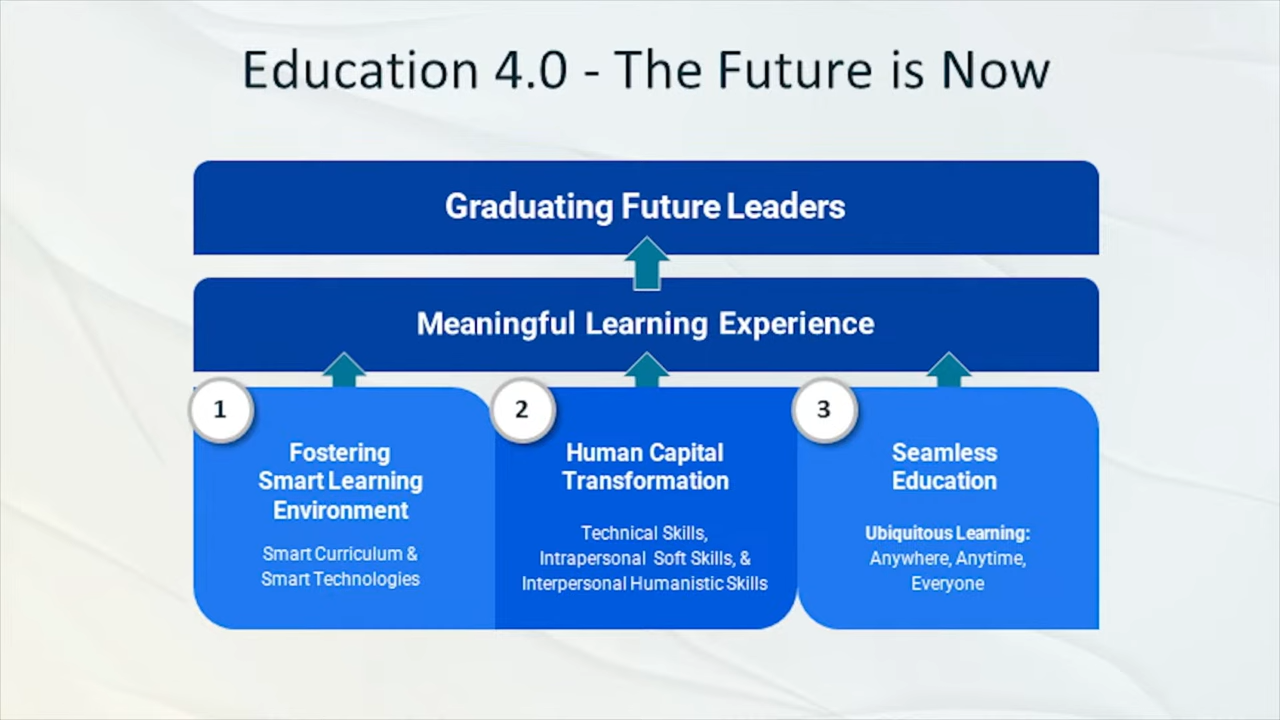 Education 4.0 - The Future is Now
Graduating Future Leaders
Meaningful Learning Experience
1
Fostering
Smart Learning
Environment
Smart Curriculum &
Smart Technologies
2
Human Capital
Transformation
Technical Skills,
Intrapersonal Soft Skills, &
Interpersonal Humanistic Skills
3
Seamless
Education
Ubiquitous Learning:
Anywhere, Anytime,
Everyone